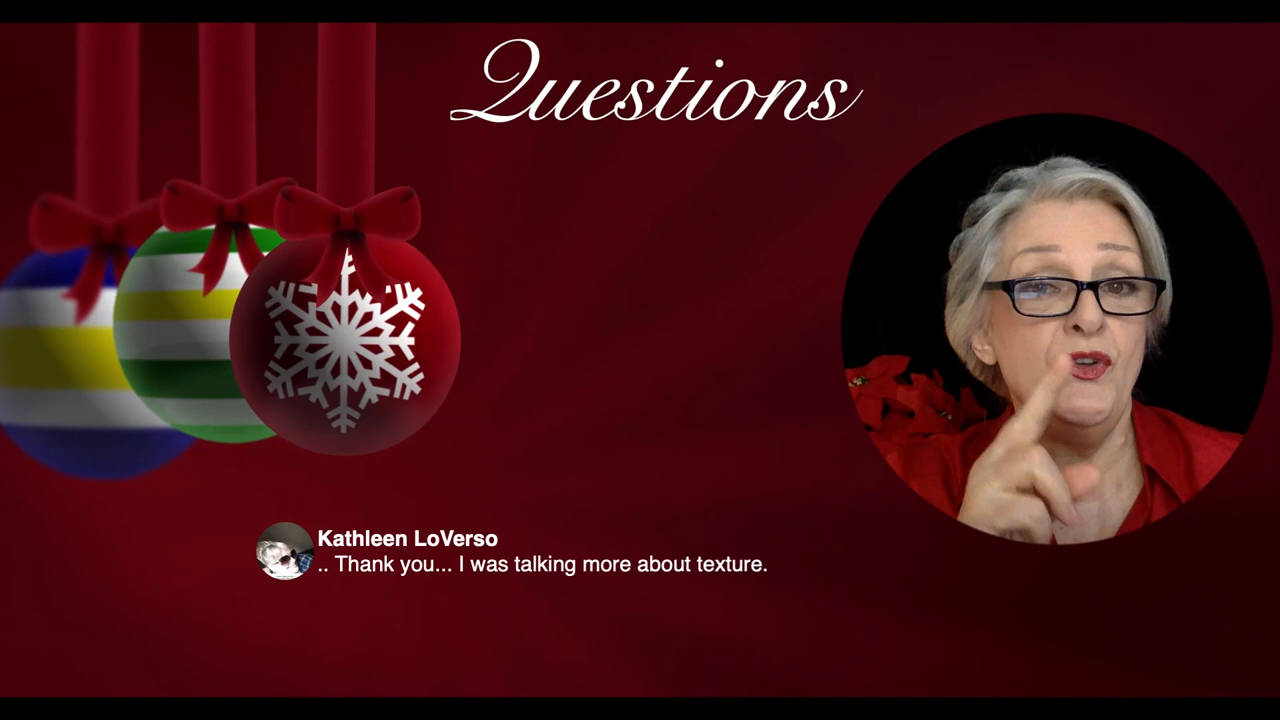 Questions
Kathleen LoVerso
.. Thank you... I was talking more about texture.